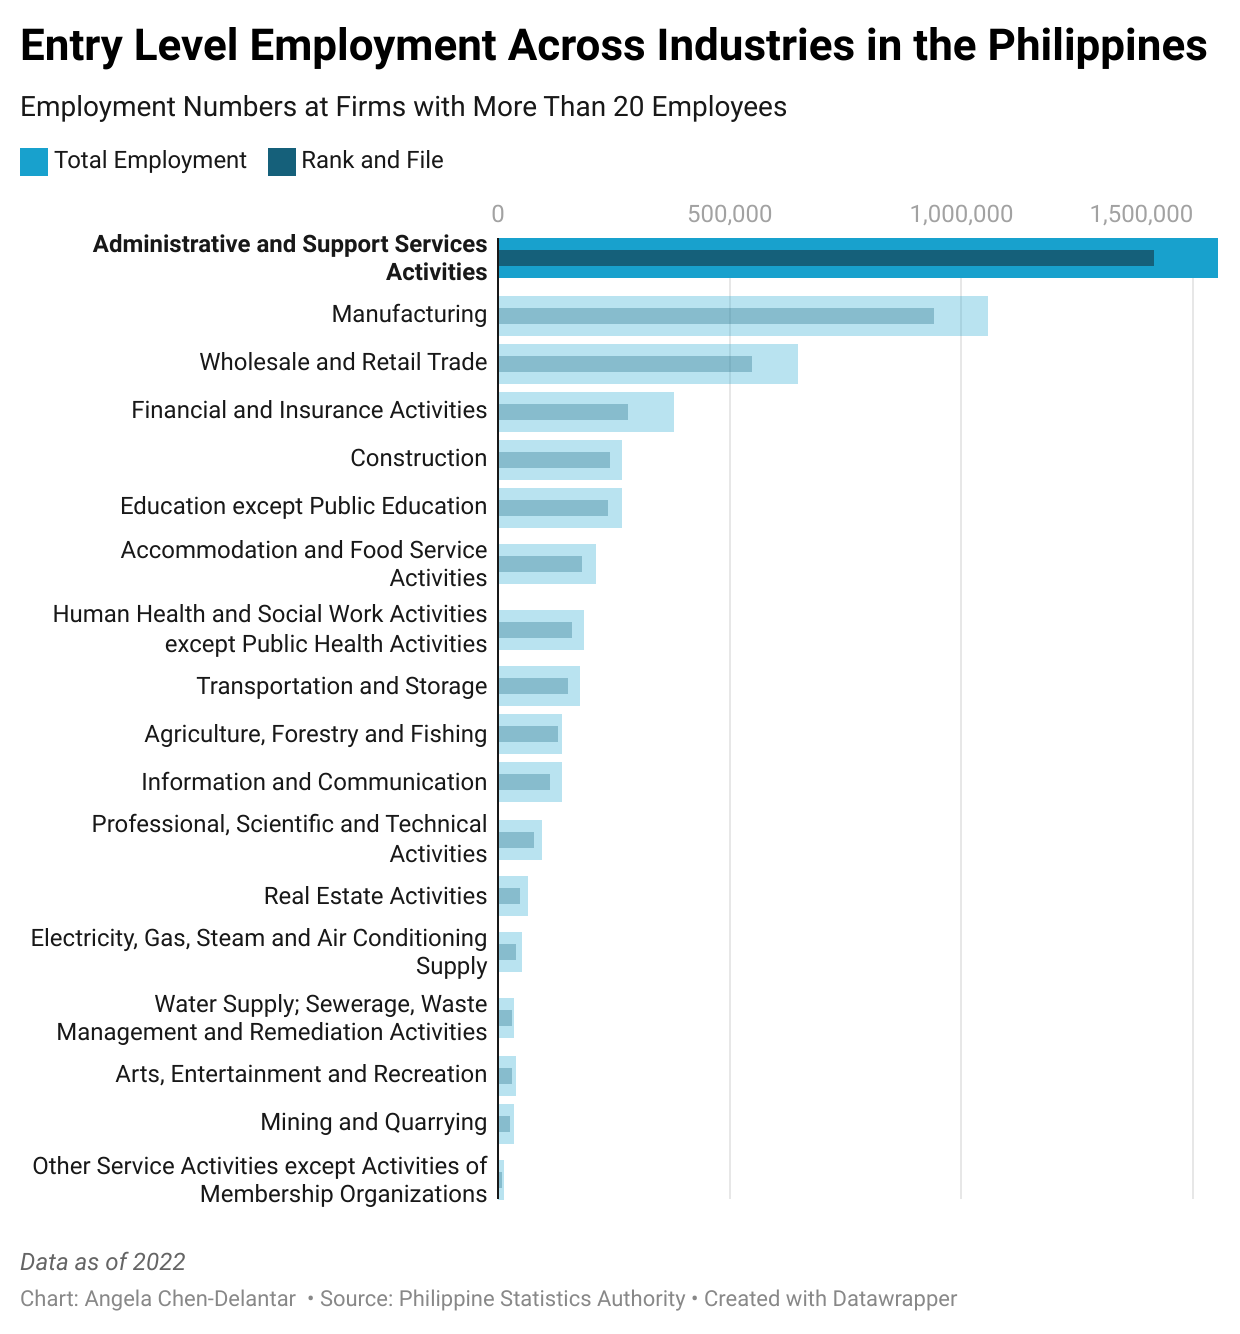 Entry Level Employment Across Industries in the Philippines
Employment Numbers at Firms with More Than 20 Employees
Total Employment Rank and File
0 500,000 1,000,000 1,500,000
Administrative and Support Services
Activities
Manufacturing
Wholesale and Retail Trade
Financial and Insurance Activities
Construction
Education except Public Education
Accommodation and Food Service
Activities
Human Health and Social Work Activities
except Public Health Activities
Transportation and Storage
Agriculture, Forestry and Fishing
Information and Communication
Professional, Scientific and Technical
Activities
Real Estate Activities
Electricity, Gas, Steam and Air Conditioning
Supply
Water Supply; Sewerage, Waste
Management and Remediation Activities
Arts, Entertainment and Recreation
Mining and Quarrying
Other Service Activities except Activities of
Membership Organizations
Data as of 2022
Chart: Angela Chen-Delantar • Source: Philippine Statistics Authority • Created with Datawrapper